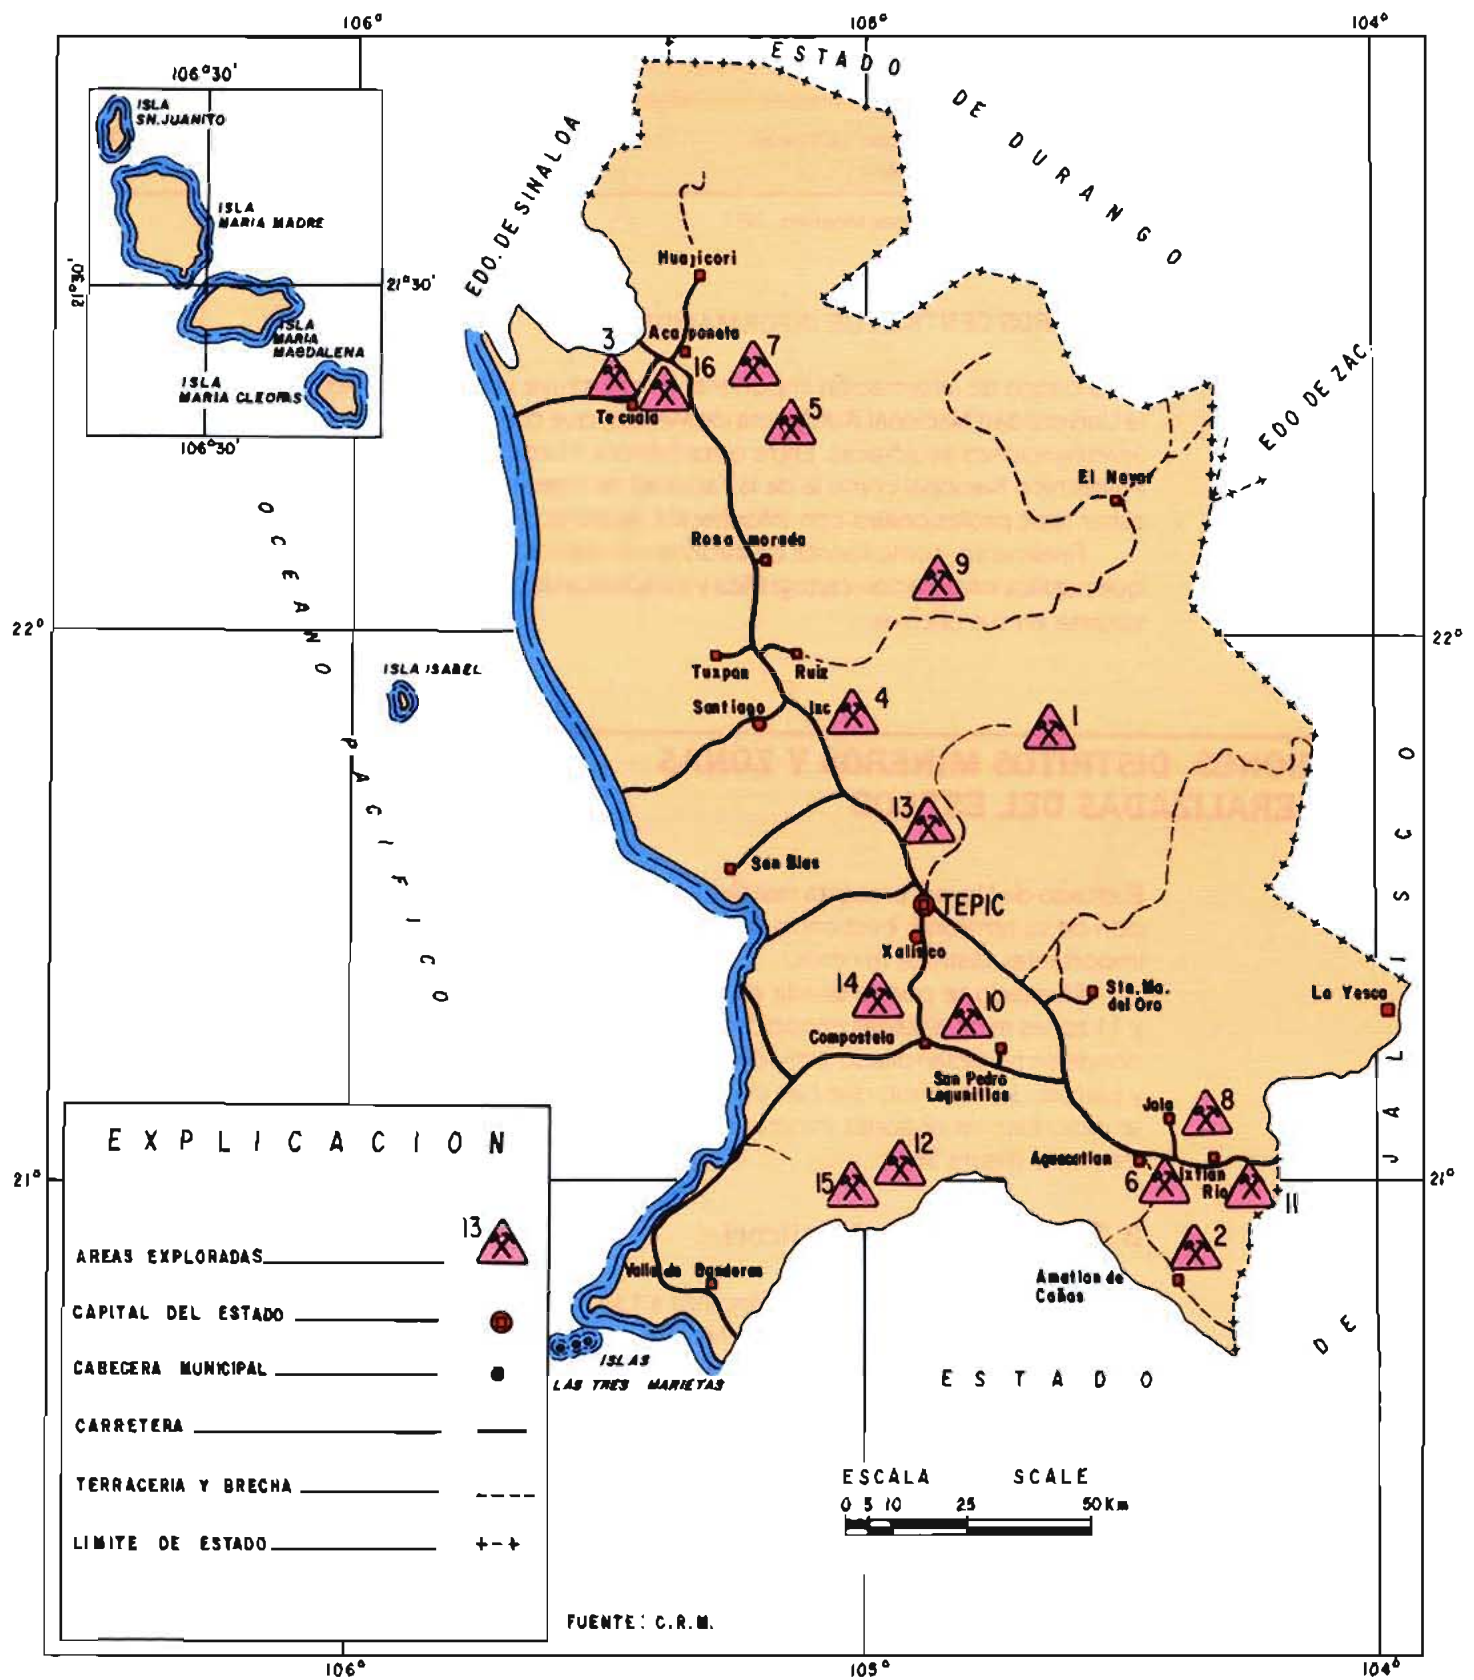 106°
105°
104°
ESTADO DE DURANGO
EDO. DE SINALOA
EDO DE ZAC.
106°30'
ISLA
SN. JUANITO
ISLA
MARIA MADRE
21°30'
21°30'
ISLA
MARIA
MAGDALENA
ISLA
MARIA CLEOFAS
106°30'
Huajicori
Acaponeta
3
16
7
Tecuala
5
El Nayar
Rosamorada
9
OCEANO PACIFICO
22°
22°
ISLA ISABEL
Tuxpan
Ruiz
Santiago Ixc
4
1
13
San Blas
TEPIC
Xalisco
14
10
Sta. Ma.
del Oro
La Yesca
Compostela
San Pedro
Lagunillas
JALISCO
Jala
8
Aguacatlan
12
15
6
Ixtlan
Rio
11
21°
21°
2
Valle de Banderas
Amatlan de
Cañas
ISLAS
LAS TRES MARIETAS
ESTADO DE
EXPLICACION
13
AREAS EXPLORADAS
CAPITAL DEL ESTADO
CABECERA MUNICIPAL
CARRETERA
TERRACERIA Y BRECHA
LIMITE DE ESTADO
ESCALA SCALE
0 5 10 25 50 Km
FUENTE: C.R.M.
106°
105°
104°